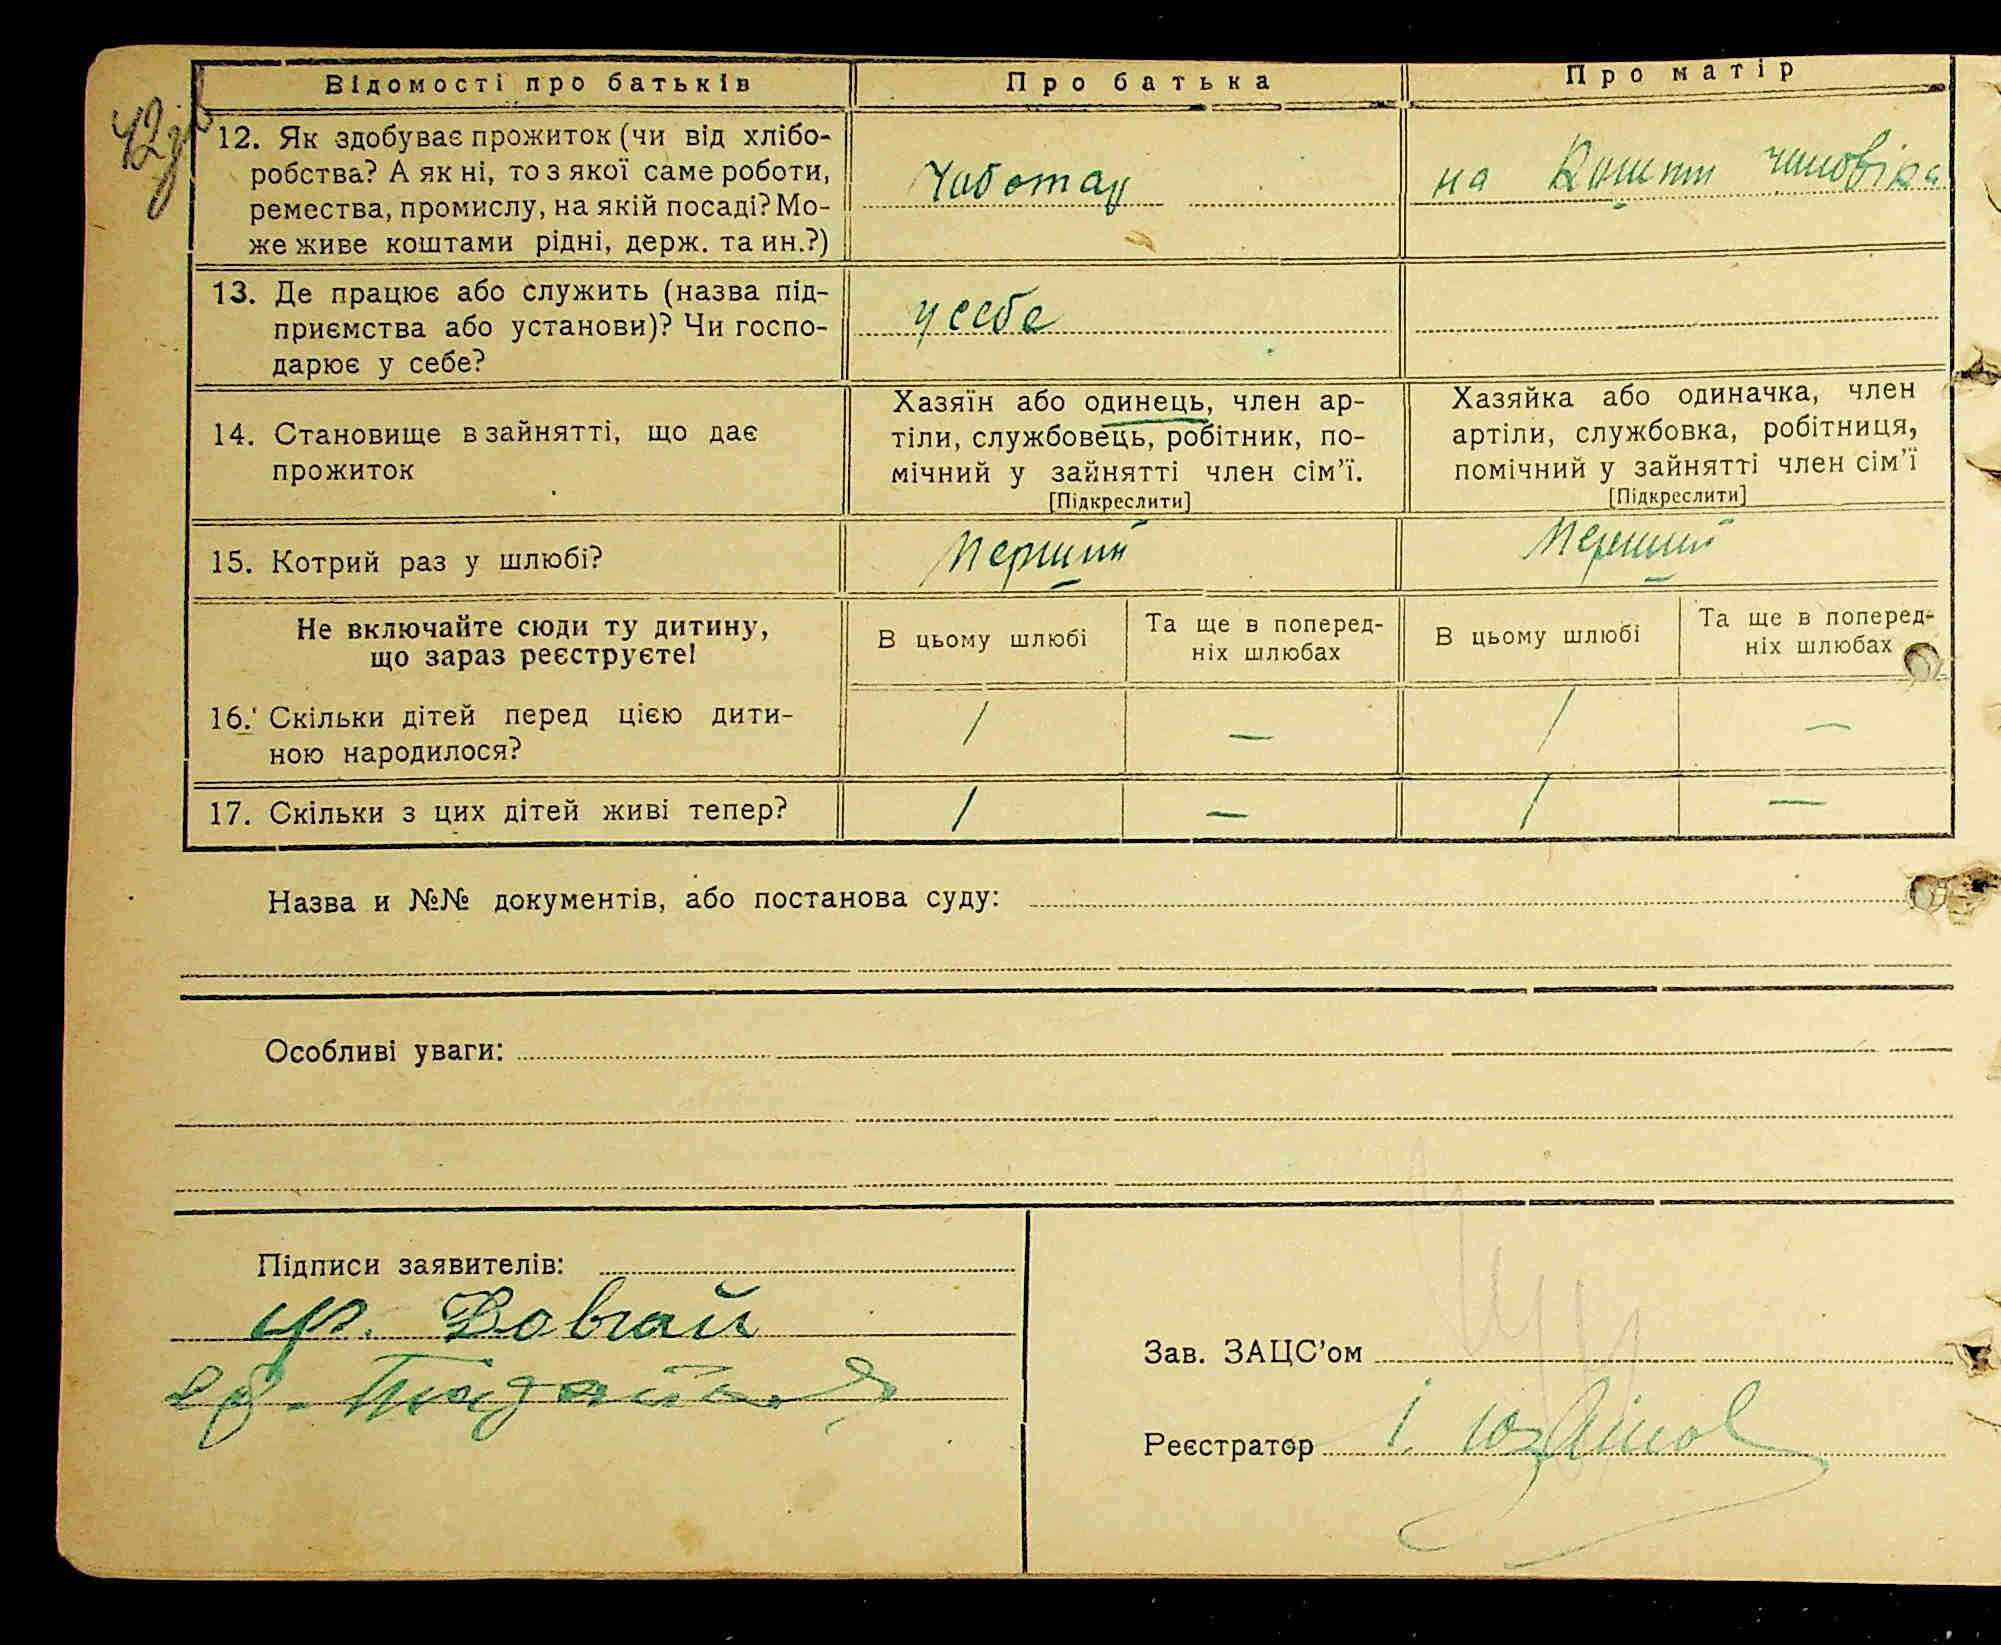 42
Відомості про батьків
Про батька
Про матір
12. Як здобуває прожиток (чи від хлібо-
робства? А як ні, то з якої саме роботи,
ремества, промислу, на якій посаді? Мо-
же живе коштами рідні, держ. та ин.?)
Чоботар
на Кошти чоловіка
13. Де працює або служить (назва під-
приємства або установи)? Чи госпо-
дарює у себе?
у себе
14. Становище в зайнятті, що дає
прожиток
Хазяїн або одинець, член ар-
тіли, службовець, робітник, по-
мічний у зайнятті член сім'ї.
[Підкреслити]
Хазяйка або одиначка, член
артіли, службовка, робітниця,
помічний у зайнятті член сім'ї
[Підкреслити]
15. Котрий раз у шлюбі?
Перший
Перший
Не включайте сюди ту дитину,
що зараз реєструєте!
В цьому шлюбі
Та ще в поперед-
ніх шлюбах
В цьому шлюбі
Та ще в поперед-
ніх шлюбах
16. Скільки дітей перед цією дити-
ною народилося?
1 — 1 —
17. Скільки з цих дітей живі тепер?
1 — 1 —
Назва и №№ документів, або постанова суду:
Особливі уваги:
Підписи заявителів:
Довгай
Зав. ЗАЦС'ом
Реєстратор І.